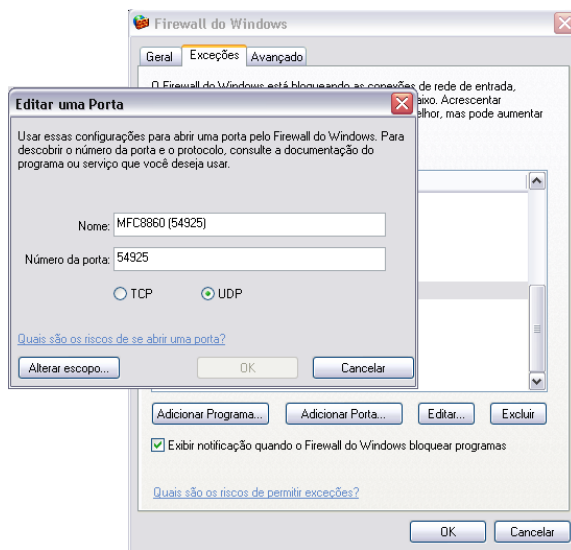 Firewall do Windows
Geral
Exceções
Avançado
O Firewall do Windows está bloqueando as conexões de rede de entrada,
aixo. Acrescentar
elhor, mas pode aumentar
Editar uma Porta
Usar essas configurações para abrir uma porta pelo Firewall do Windows. Para
descobrir o número da porta e o protocolo, consulte a documentação do
programa ou serviço que você deseja usar.
Nome: MFC8860 (54925)
Número da porta: 54925
TCP
UDP
Quais são os riscos de se abrir uma porta?
Alterar escopo...
OK
Cancelar
Adicionar Programa...
Adicionar Porta...
Editar...
Excluir
Exibir notificação quando o Firewall do Windows bloquear programas
Quais são os riscos de permitir exceções?
OK
Cancelar